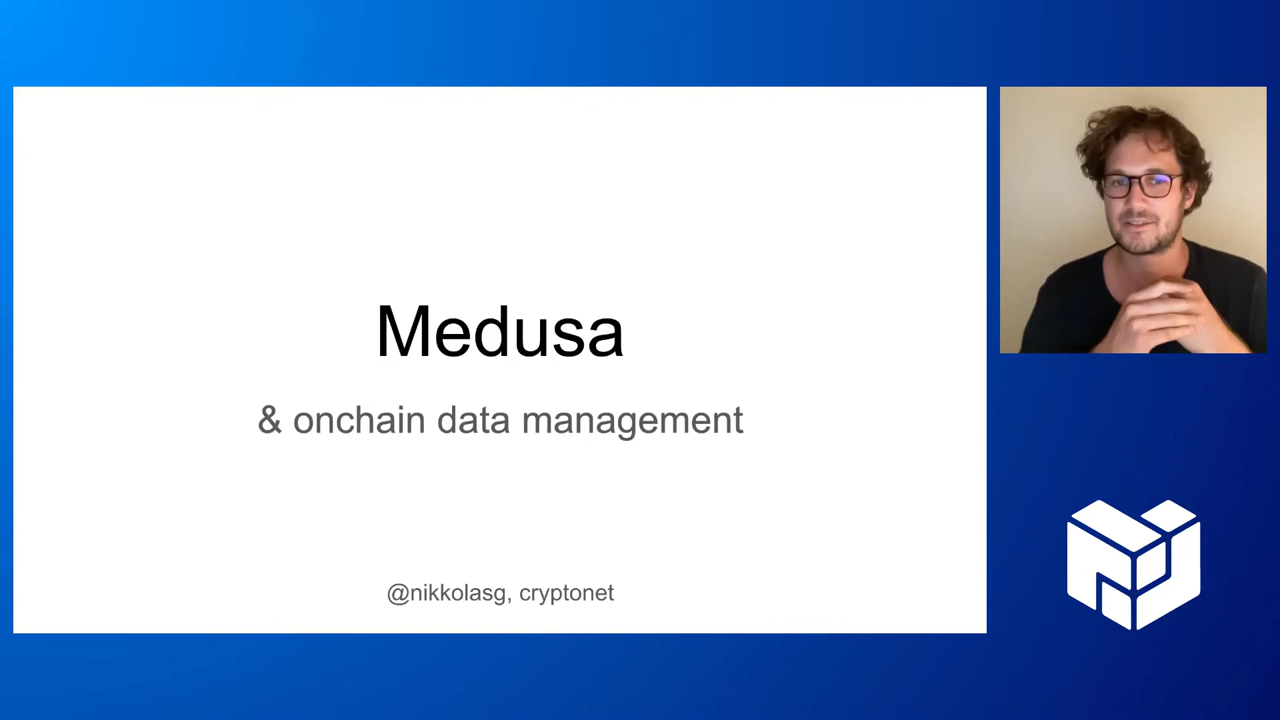 Medusa
& onchain data management
@nikkolasg, cryptonet